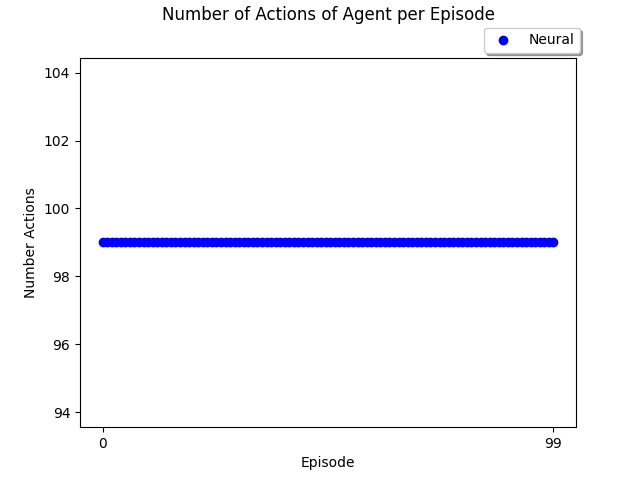 Number of Actions of Agent per Episode
Neural
104
102
100
98
96
94
Number Actions
0 99
Episode